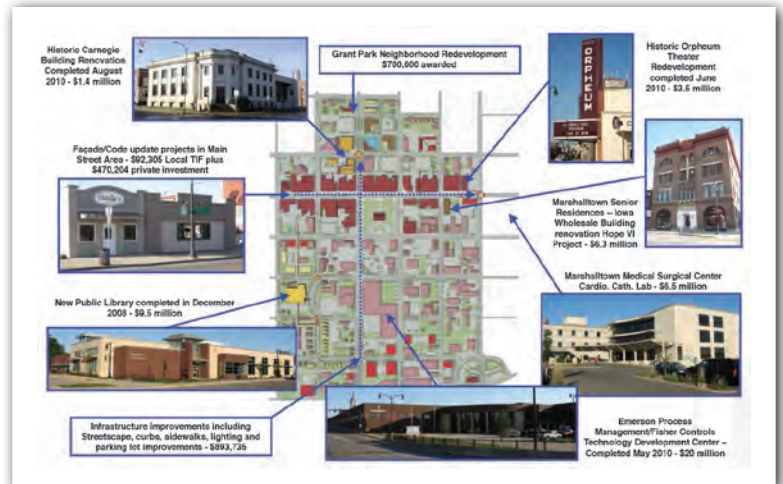 Historic Carnegie
Building Renovation
Completed August
2010 - $1.4 million
Grant Park Neighborhood Redevelopment
$700,000 awarded
ORPHEUM
Historic Orpheum
Theater
Redevelopment
completed June
2010 - $3.5 million
Façade/Code update projects in Main
Street Area - $92,305 Local TIF plus
$470,204 private investment
Marshalltown Senior
Residences – Iowa
Wholesale Building
renovation Hope VI
Project - $6.3 million
New Public Library completed in December
2008 - $9.5 million
Marshalltown Medical Surgical Center
Cardio. Cath. Lab - $6.5 million
Infrastructure improvements including
Streetscape, curbs, sidewalks, lighting and
parking lot improvements - $893,735
Emerson Process
Management/Fisher Controls
Technology Development Center –
Completed May 2010 - $20 million